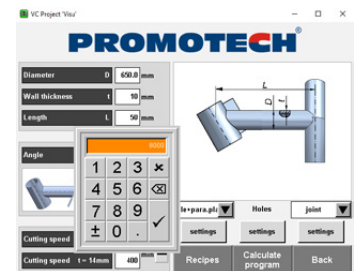 VC Project 'Visu'
PROMOTECH®
Diameter D 650.0 mm
Wall thickness t 10 mm
Length L 50 mm
L
D
t
Angle
8000
1 2 3
4 5 6
7 8 9
± 0 .
le+para.pl
Holes
joint
settings settings settings
Cutting speed
Cutting speed t~ 14mm 400 mm
Recipes
Calculate
program
Back